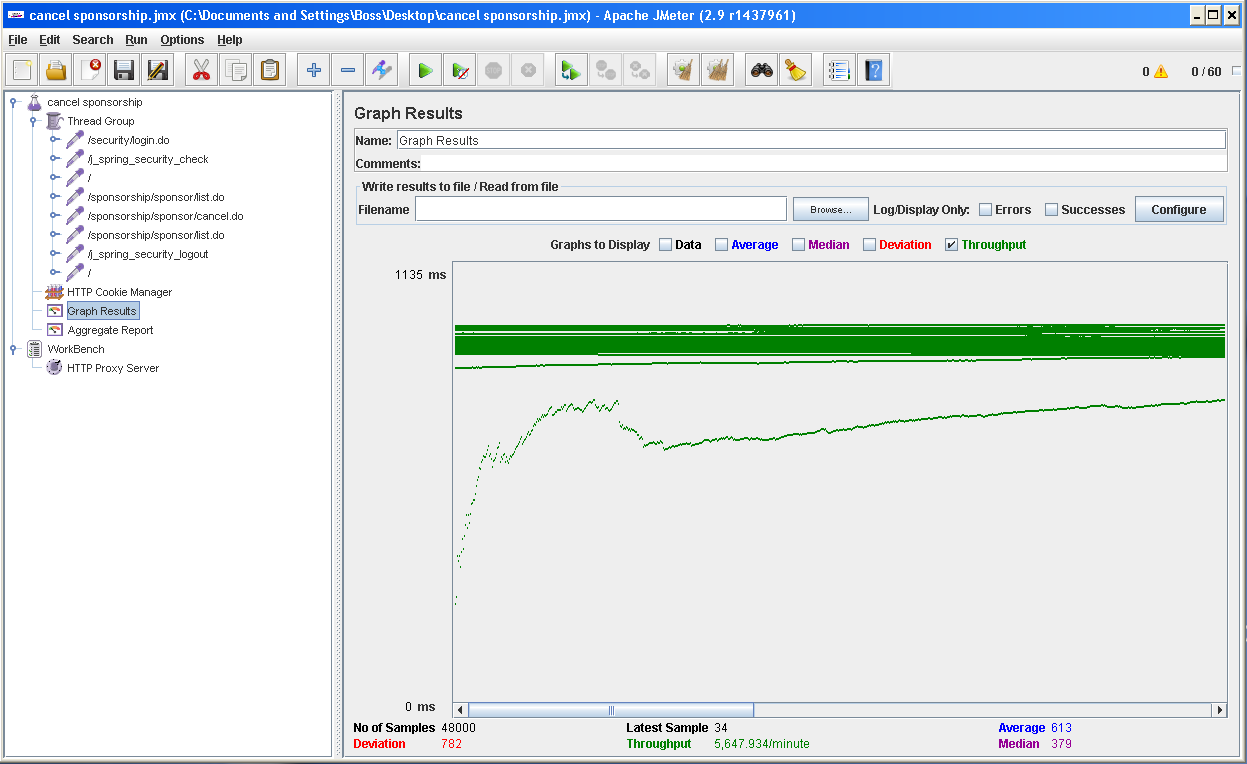 cancel sponsorship.jmx (C:\Documents and Settings\Boss\Desktop\cancel sponsorship.jmx) - Apache JMeter (2.9 r1437961)
File Edit Search Run Options Help
0 0 / 60
cancel sponsorship
Thread Group
/security/login.do
/j_spring_security_check
/
/sponsorship/sponsor/list.do
/sponsorship/sponsor/cancel.do
/sponsorship/sponsor/list.do
/j_spring_security_logout
/
HTTP Cookie Manager
Graph Results
Aggregate Report
WorkBench
HTTP Proxy Server
Graph Results
Name: Graph Results
Comments:
Write results to file / Read from file
Filename Browse... Log/Display Only: Errors Successes Configure
Graphs to Display Data Average Median Deviation Throughput
1135 ms
0 ms
No of Samples 48000 Latest Sample 34 Average 613
Deviation 782 Throughput 5,647.934/minute Median 379